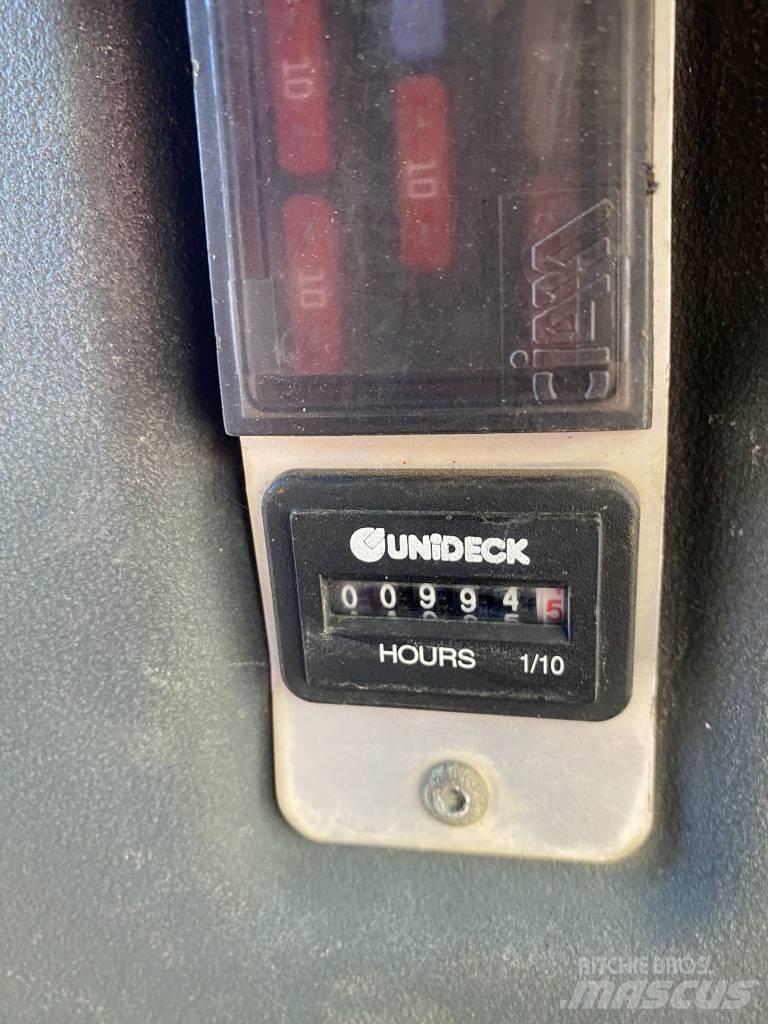 10
10
10
UNiDECK
0 0 9 9 4 5
HOURS 1/10
RITCHIE BROS.
MASCUS